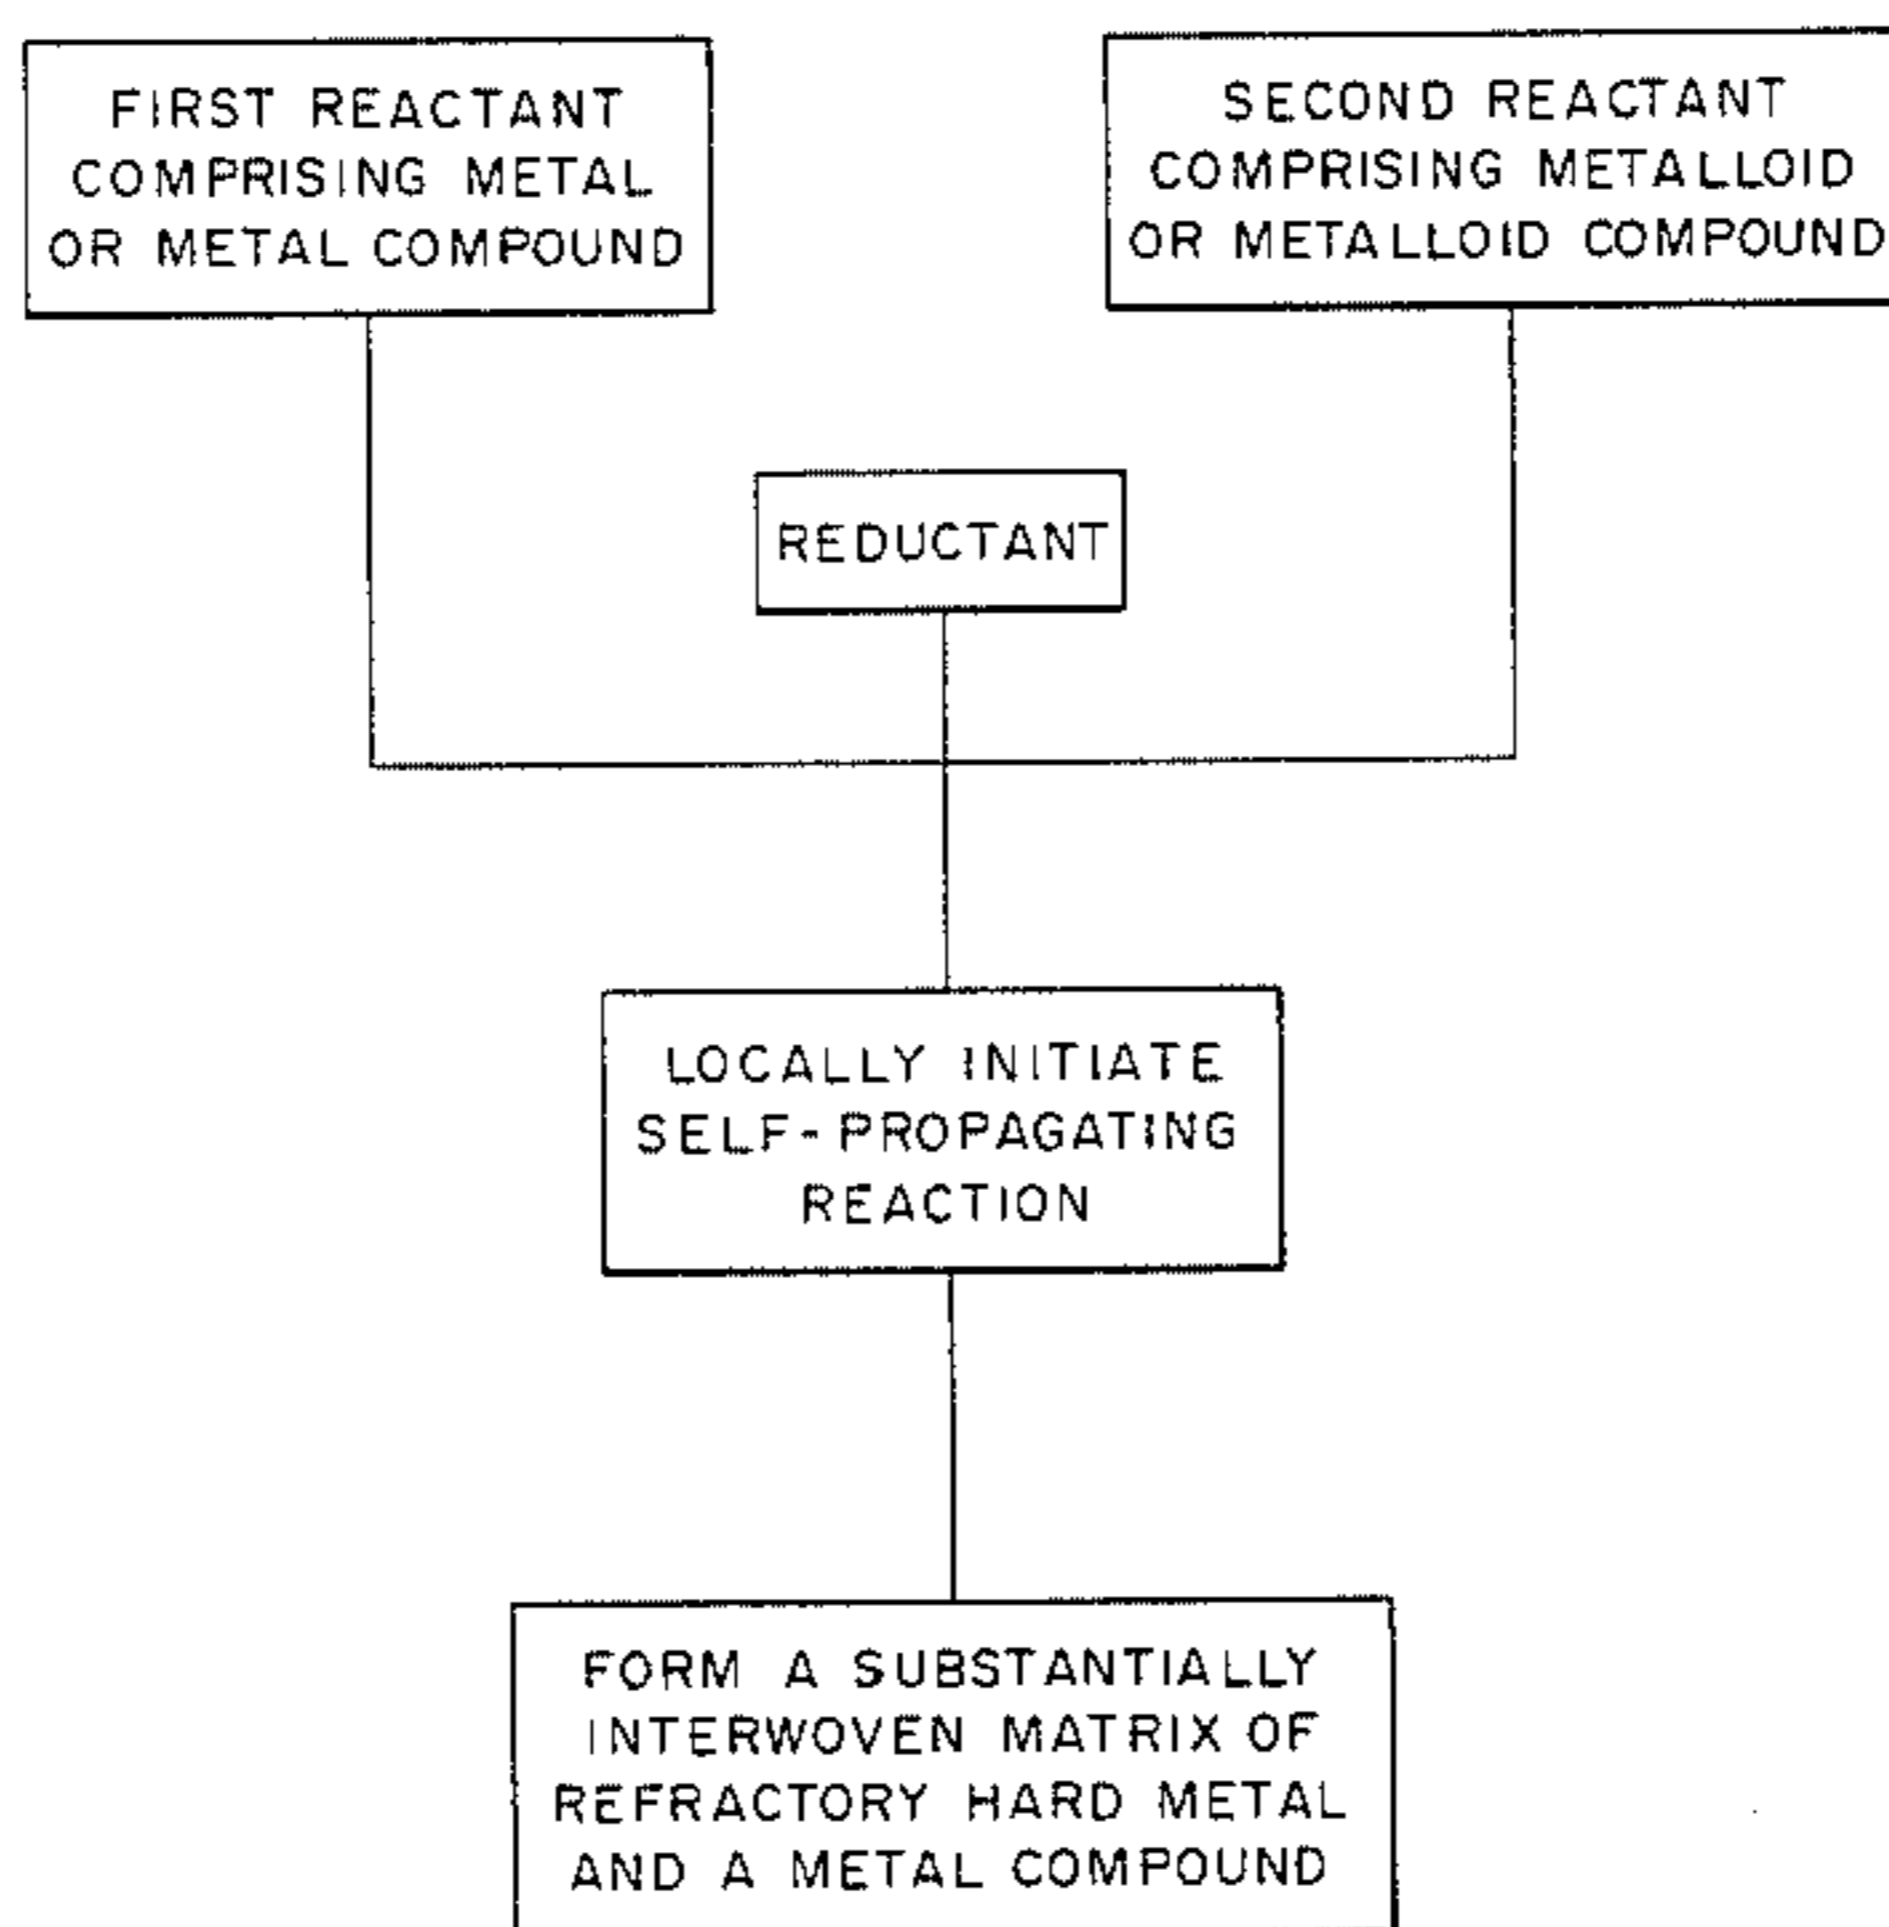 FIRST REACTANT
COMPRISING METAL
OR METAL COMPOUND
SECOND REACTANT
COMPRISING METALLOID
OR METALLOID COMPOUND
REDUCTANT
LOCALLY INITIATE
SELF-PROPAGATING
REACTION
FORM A SUBSTANTIALLY
INTERWOVEN MATRIX OF
REFRACTORY HARD METAL
AND A METAL COMPOUND